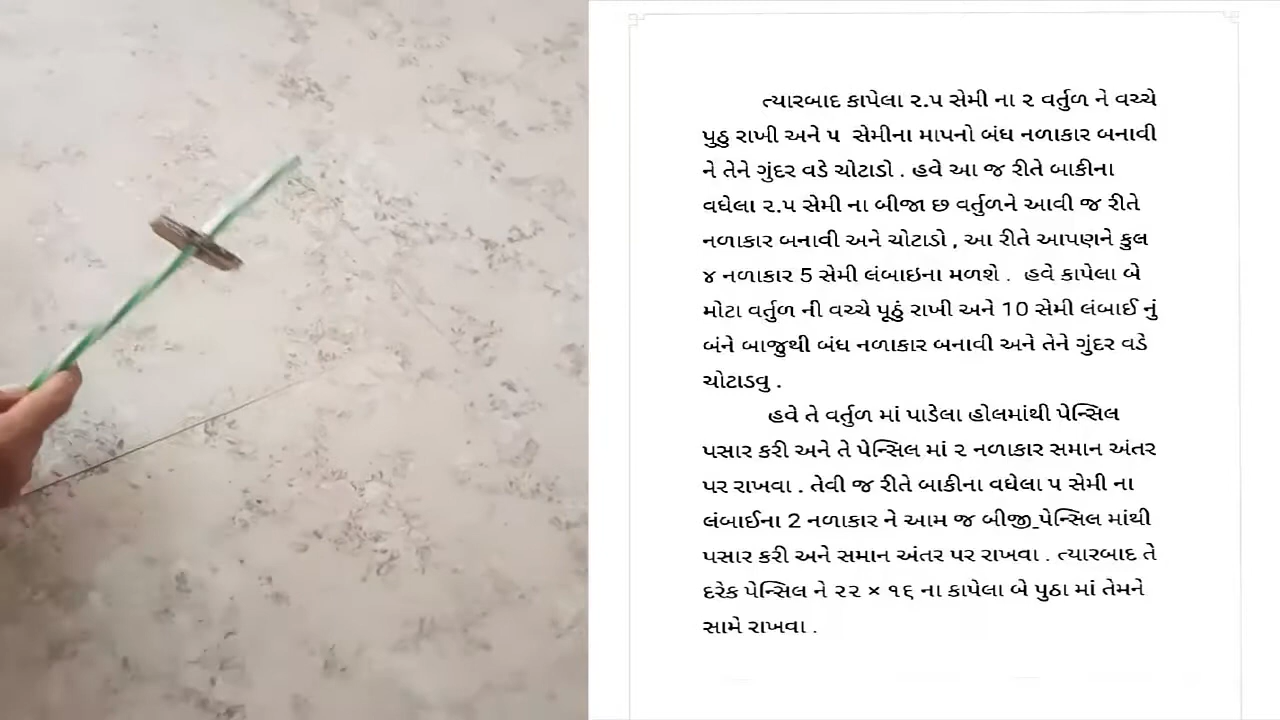 ત્યારબાદ કાપેલા ૨.૫ સેમી ના ૨ વર્તુળ ને વચ્ચે
પુઠુ રાખી અને ૫ સેમીના માપનો બંધ નળાકાર બનાવી
ને તેને ગુંદર વડે ચોટાડો . હવે આ જ રીતે બાકીના
વધેલા ૨.૫ સેમી ના બીજા છ વર્તુળને આવી જ રીતે
નળાકાર બનાવી અને ચોટાડો , આ રીતે આપણને કુલ
૪ નળાકાર 5 સેમી લંબાઇના મળશે . હવે કાપેલા બે
મોટા વર્તુળ ની વચ્ચે પૂઠું રાખી અને 10 સેમી લંબાઈ નું
બંને બાજુથી બંધ નળાકાર બનાવી અને તેને ગુંદર વડે
ચોટાડવુ .
હવે તે વર્તુળ માં પાડેલા હોલમાંથી પેન્સિલ
પસાર કરી અને તે પેન્સિલ માં ૨ નળાકાર સમાન અંતર
પર રાખવા . તેવી જ રીતે બાકીના વધેલા ૫ સેમી ના
લંબાઈના 2 નળાકાર ને આમ જ બીજી_પેન્સિલ માંથી
પસાર કરી અને સમાન અંતર પર રાખવા . ત્યારબાદ તે
દરેક પેન્સિલ ને ૨૨ × ૧૬ ના કાપેલા બે પુઠા માં તેમને
સામે રાખવા .